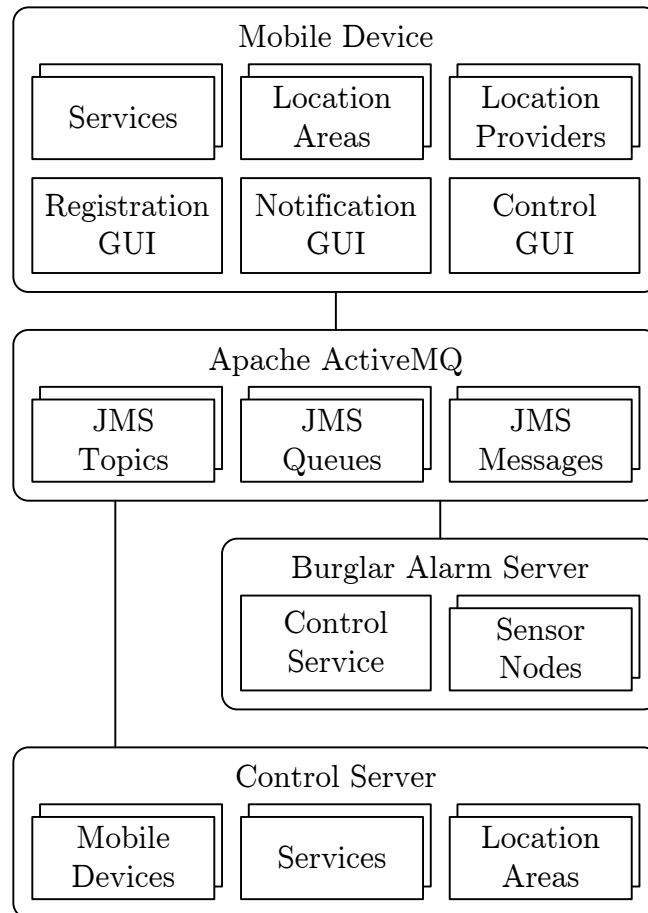 Mobile Device
Services
Location
Areas
Location
Providers
Registration
GUI
Notification
GUI
Control
GUI
Apache ActiveMQ
JMS
Topics
JMS
Queues
JMS
Messages
Burglar Alarm Server
Control
Service
Sensor
Nodes
Control Server
Mobile
Devices
Services
Location
Areas